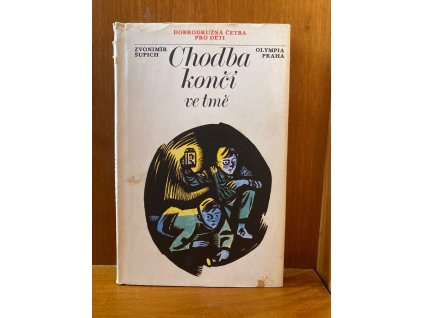 DOBRODRUŽNÁ ČETBA
PRO DĚTI
ZVONIMÍR
ŠUPICH
OLYMPIA
PRAHA
Chodba
končí
ve tmě